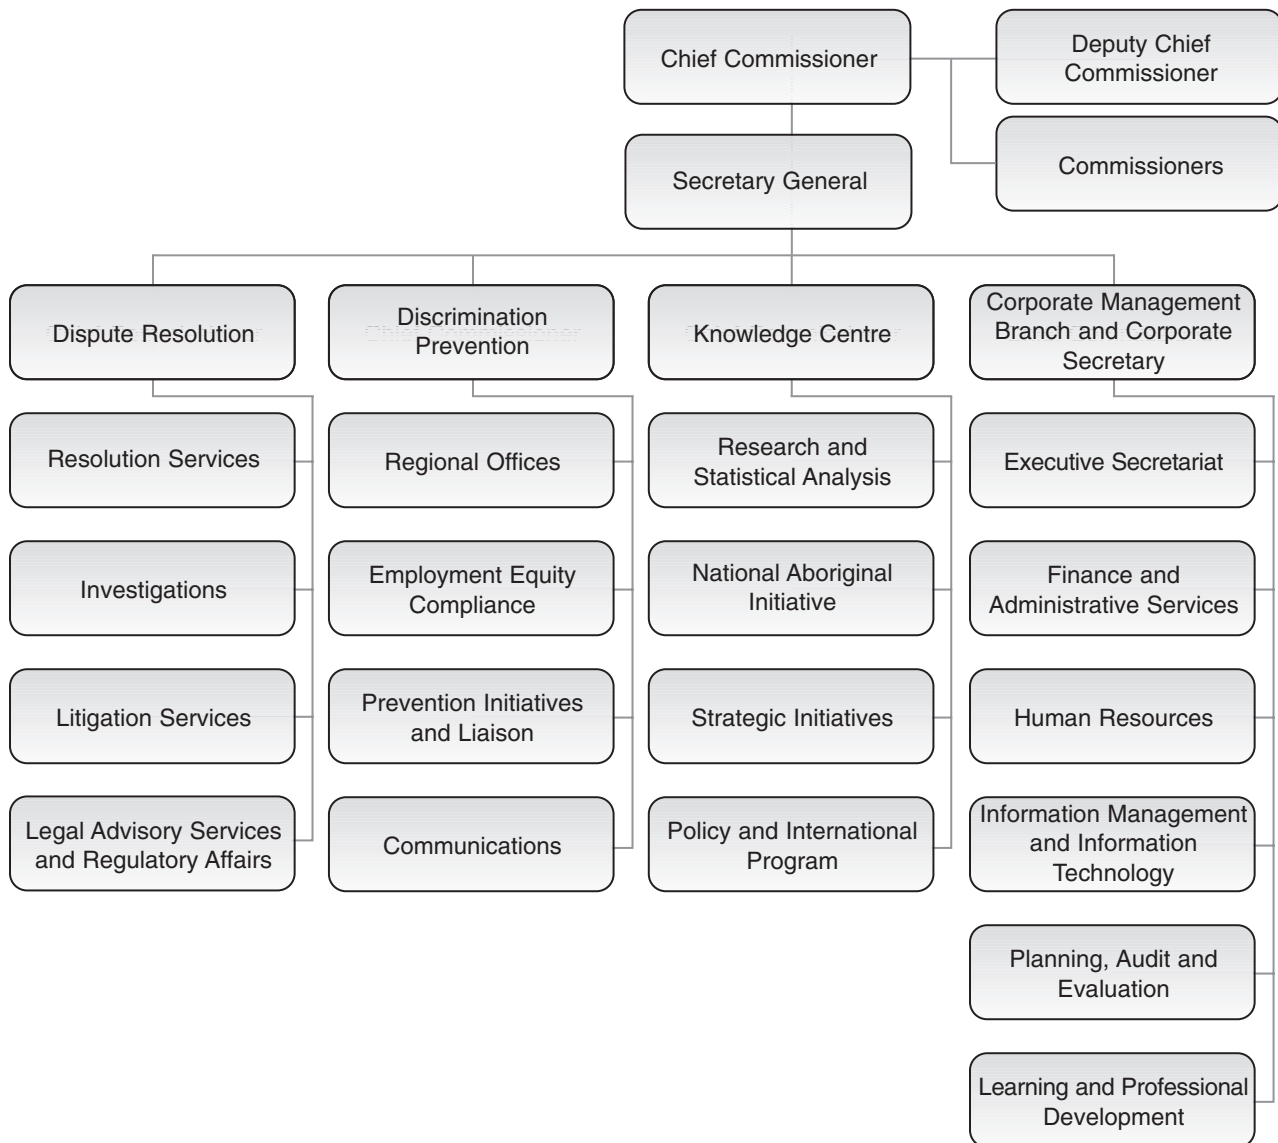 Chief Commissioner
Deputy Chief
Commissioner
Secretary General
Commissioners
Dispute Resolution
Discrimination
Prevention
Knowledge Centre
Corporate Management
Branch and Corporate
Secretary
Resolution Services
Regional Offices
Research and
Statistical Analysis
Executive Secretariat
Investigations
Employment Equity
Compliance
National Aboriginal
Initiative
Finance and
Administrative Services
Litigation Services
Prevention Initiatives
and Liaison
Strategic Initiatives
Human Resources
Legal Advisory Services
and Regulatory Affairs
Communications
Policy and International
Program
Information Management
and Information
Technology
Planning, Audit and
Evaluation
Learning and Professional
Development